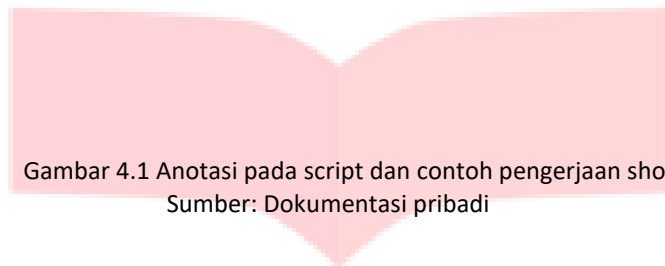 Gambar 4.1 Anotasi pada script dan contoh pengerjaan sho
Sumber: Dokumentasi pribadi